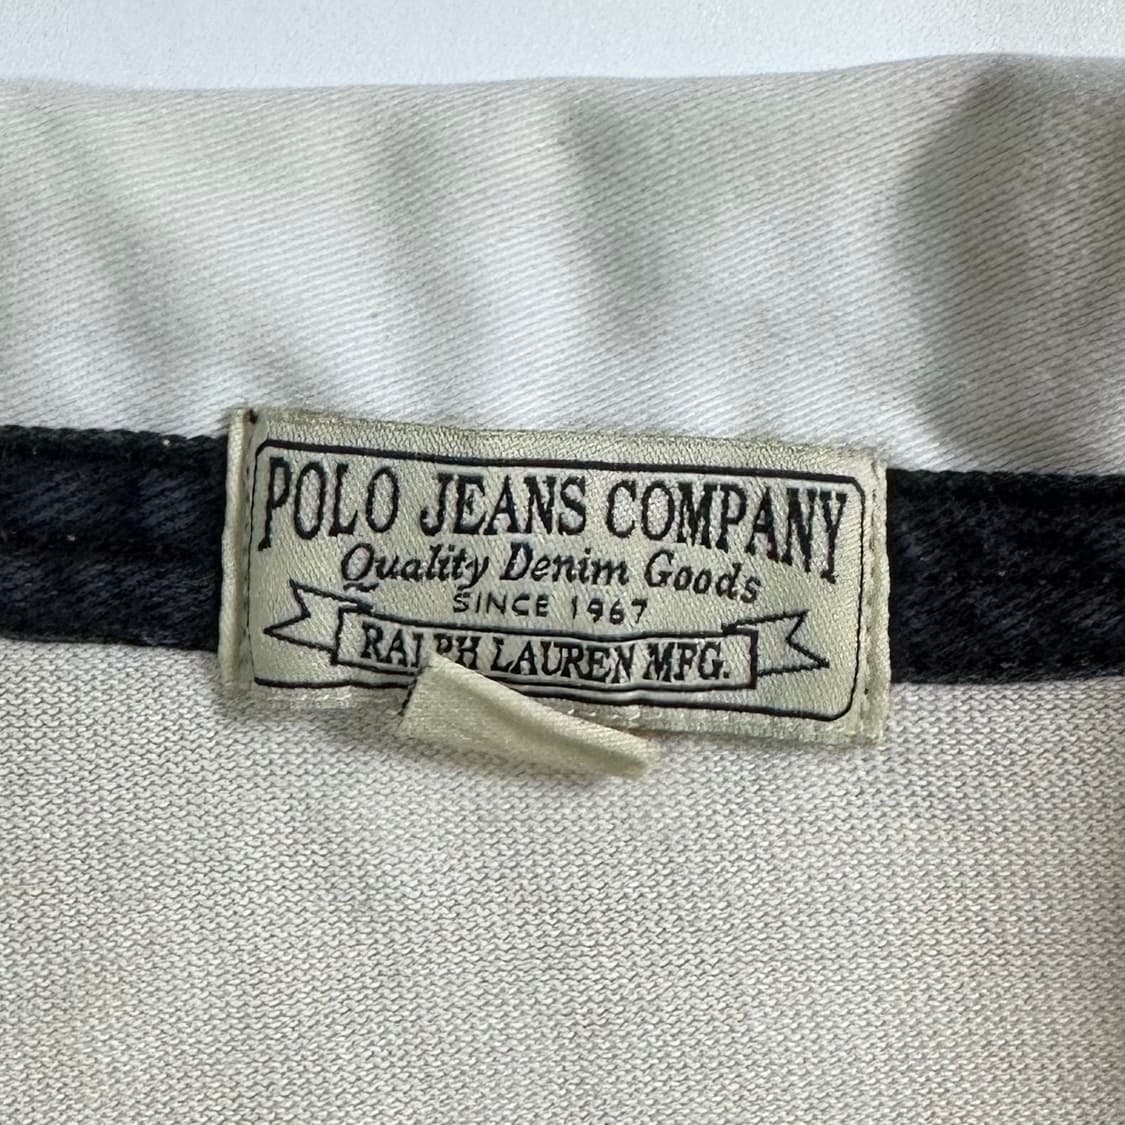 POLO JEANS COMPANY
Quality Denim Goods
SINCE 1967
RALPH LAUREN MFG.